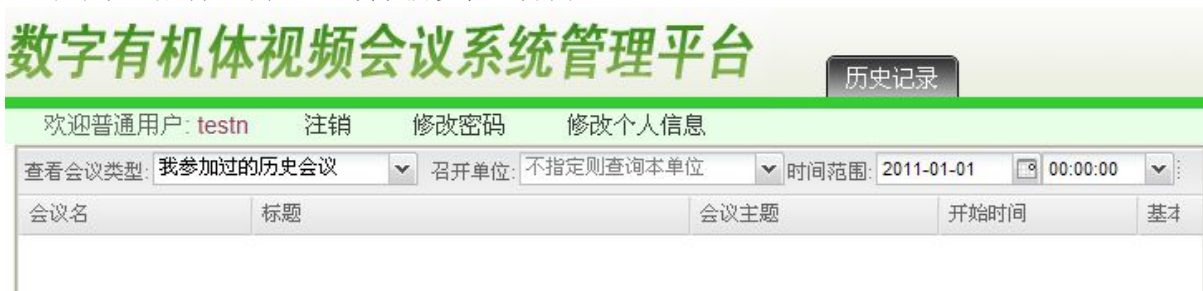 数字有机体视频会议系统管理平台
历史记录
欢迎普通用户: testn 注销 修改密码 修改个人信息
查看会议类型: 我参加过的历史会议 召开单位: 不指定则查询本单位 时间范围: 2011-01-01 00:00:00
会议名 标题 会议主题 开始时间 基本